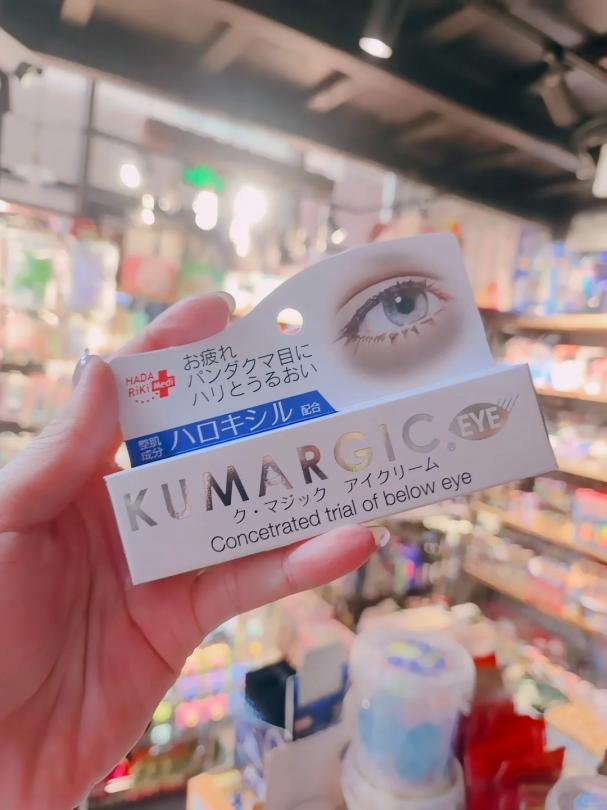 HADA
RiKi Medi
お疲れ
パンダクマ目に
ハリとうるおい
整肌
成分
ハロキシル 配合
KUMARGIC® EYE
ク・マジック アイクリーム
Concetrated trial of below eye